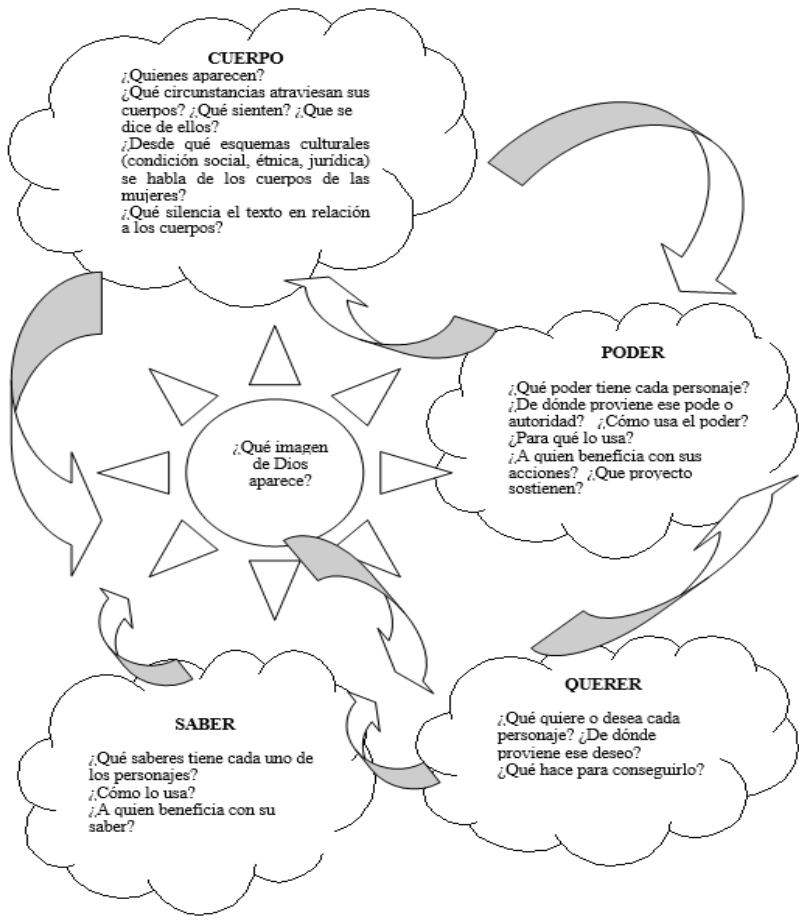 CUERPO
¿Quienes aparecen?
¿Qué circunstancias atraviesan sus
cuerpos? ¿Qué sienten? ¿Que se
dice de ellos?
¿Desde qué esquemas culturales
(condición social, étnica, jurídica)
se habla de los cuerpos de las
mujeres?
¿Qué silencia el texto en relación
a los cuerpos?
PODER
¿Qué poder tiene cada personaje?
¿De dónde proviene ese pode o
autoridad? ¿Cómo usa el poder?
¿Para qué lo usa?
¿A quien beneficia con sus
acciones? ¿Que proyecto
sostienen?
¿Qué imagen
de Dios
aparece?
QUERER
¿Qué quiere o desea cada
personaje? ¿De dónde
proviene ese deseo?
¿Qué hace para conseguirlo?
SABER
¿Qué saberes tiene cada uno de
los personajes?
¿Cómo lo usa?
¿A quien beneficia con su
saber?